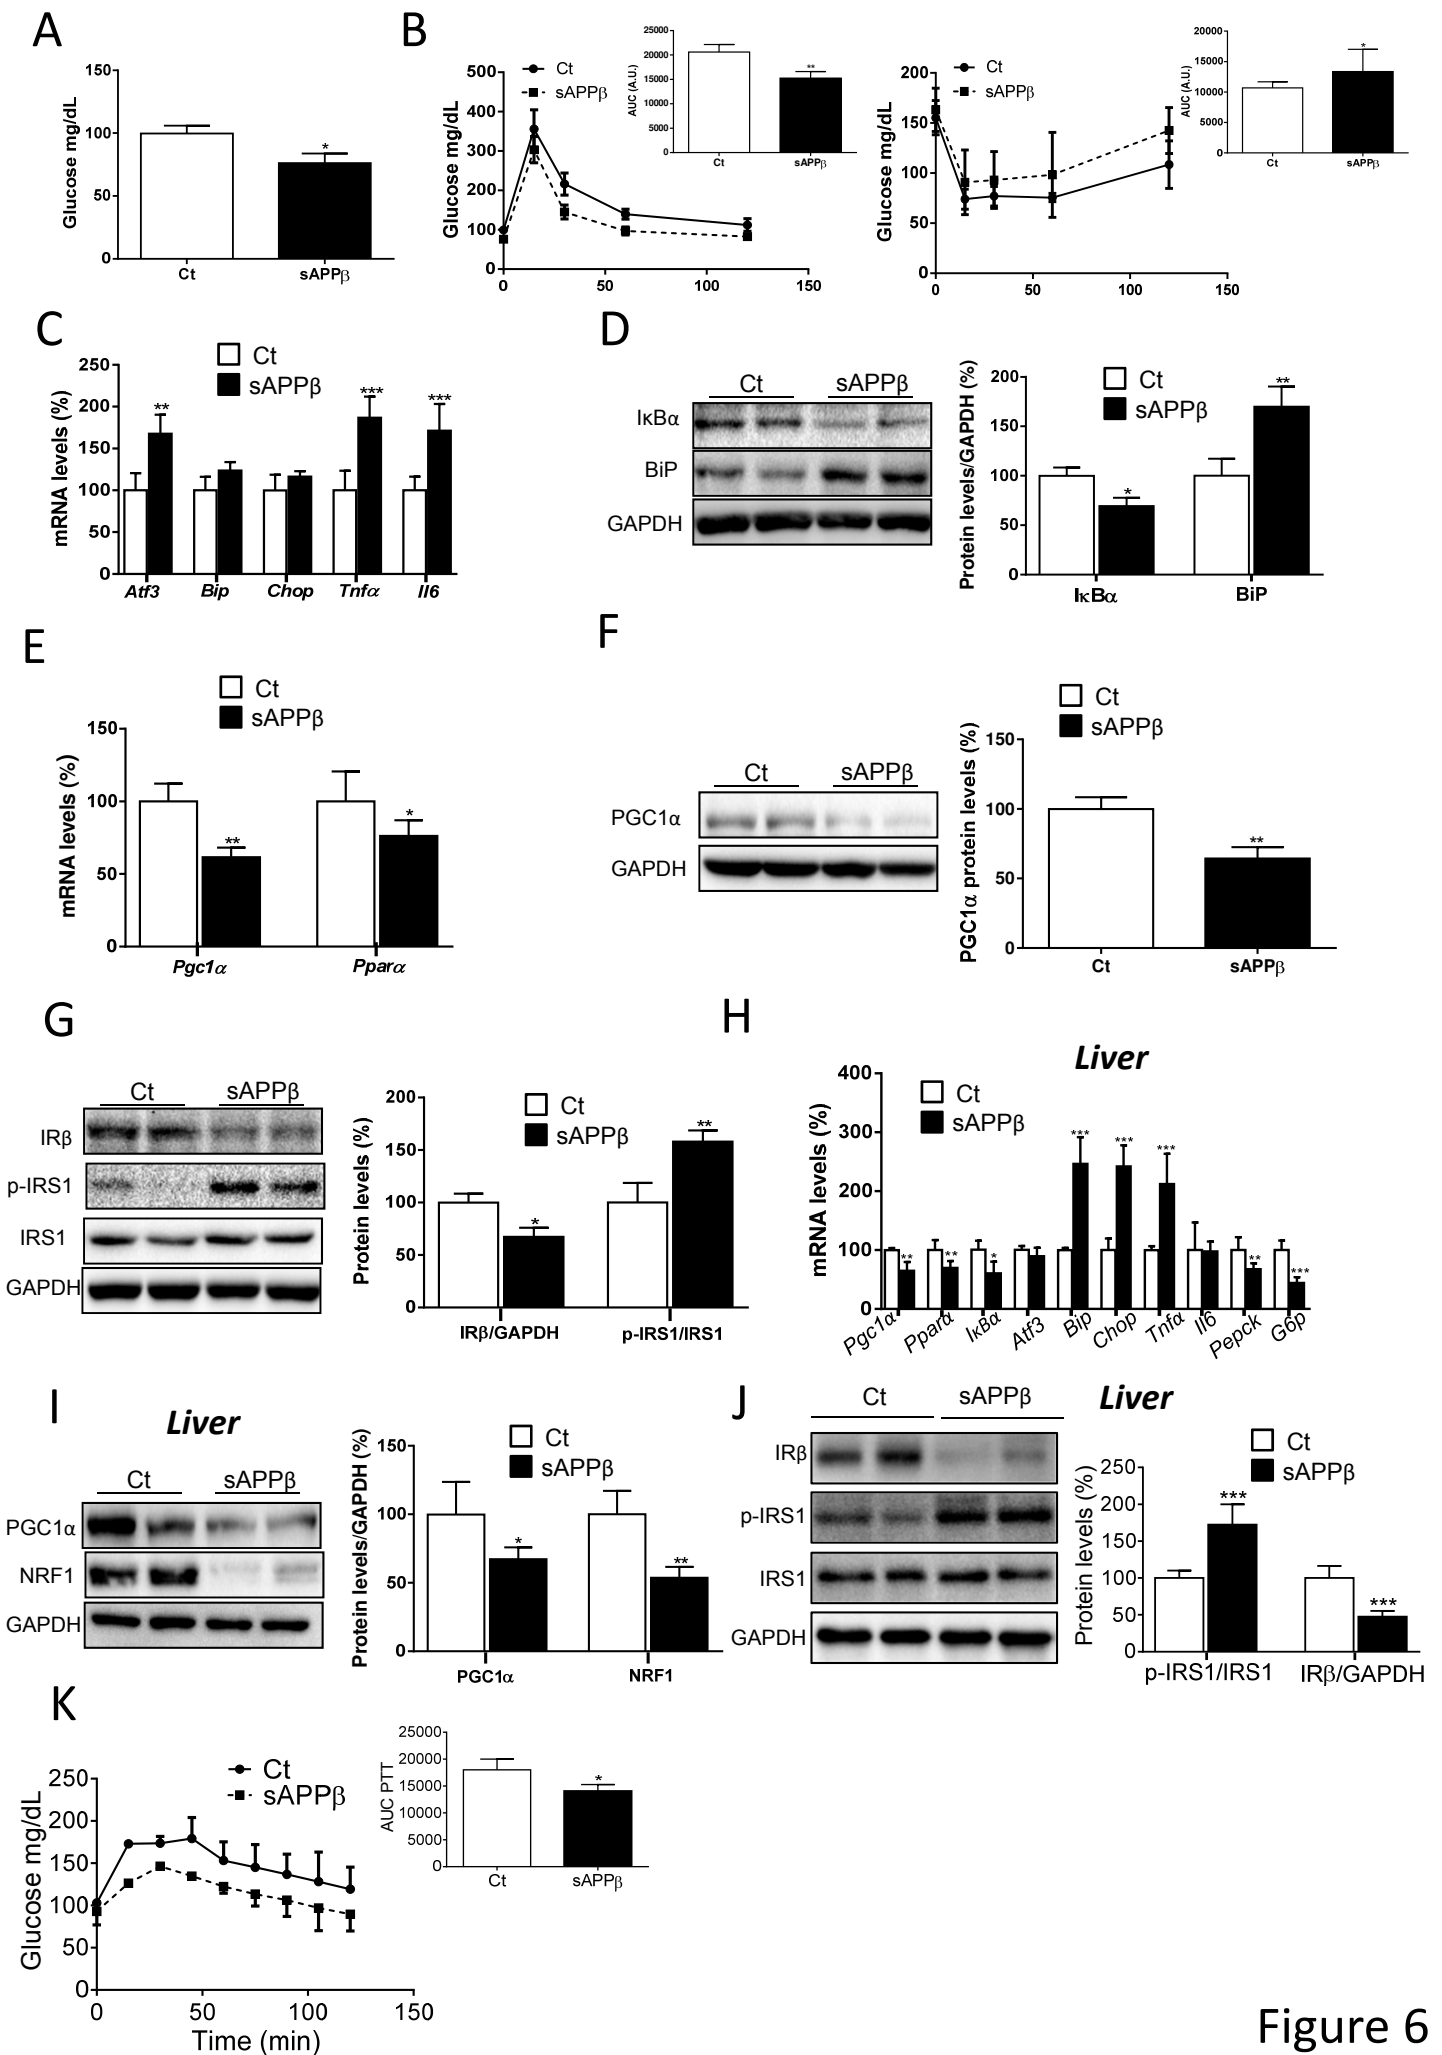 A
Glucose mg/dL
150
100
50
0
*
Ct
sAPPβ
B
Glucose mg/dL
500
400
300
200
100
0
0
50
100
150
Ct
sAPPβ
AUC (A.U.)
25000
20000
15000
10000
5000
0
**
Ct
sAPPβ
Glucose mg/dL
200
150
100
50
0
0
50
100
150
Ct
sAPPβ
AUC (A.U.)
20000
15000
10000
5000
0
*
Ct
sAPPβ
C
Ct
sAPPβ
mRNA levels (%)
250
200
150
100
50
0
**
***
***
Atf3
Bip
Chop
Tnfα
Il6
D
Ct
sAPPβ
IκBα
BiP
GAPDH
Protein levels/GAPDH (%)
200
150
100
50
0
Ct
sAPPβ
*
**
IκBα
BiP
E
Ct
sAPPβ
mRNA levels (%)
150
100
50
0
**
*
Pgc1α
Pparα
F
Ct
sAPPβ
PGC1α
GAPDH
Ct
sAPPβ
PGC1α protein levels (%)
150
100
50
0
**
Ct
sAPPβ
G
Ct
sAPPβ
IRβ
p-IRS1
IRS1
GAPDH
Protein levels (%)
200
150
100
50
0
Ct
sAPPβ
*
**
IRβ/GAPDH
p-IRS1/IRS1
H
Liver
mRNA levels (%)
400
300
200
100
0
Ct
sAPPβ
**
**
*
***
***
***
**
***
Pgc1α
Pparα
IκBα
Atf3
Bip
Chop
Tnfα
Il6
Pepck
G6p
I
Liver
Ct
sAPPβ
PGC1α
NRF1
GAPDH
Protein levels/GAPDH (%)
150
100
50
0
Ct
sAPPβ
*
**
PGC1α
NRF1
J
Ct
sAPPβ
Liver
IRβ
p-IRS1
IRS1
GAPDH
Protein levels (%)
250
200
150
100
50
0
Ct
sAPPβ
***
***
p-IRS1/IRS1
IRβ/GAPDH
K
Glucose mg/dL
250
200
150
100
50
0
0
50
100
150
Time (min)
Ct
sAPPβ
AUC PTT
25000
20000
15000
10000
5000
0
*
Ct
sAPPβ
Figure 6